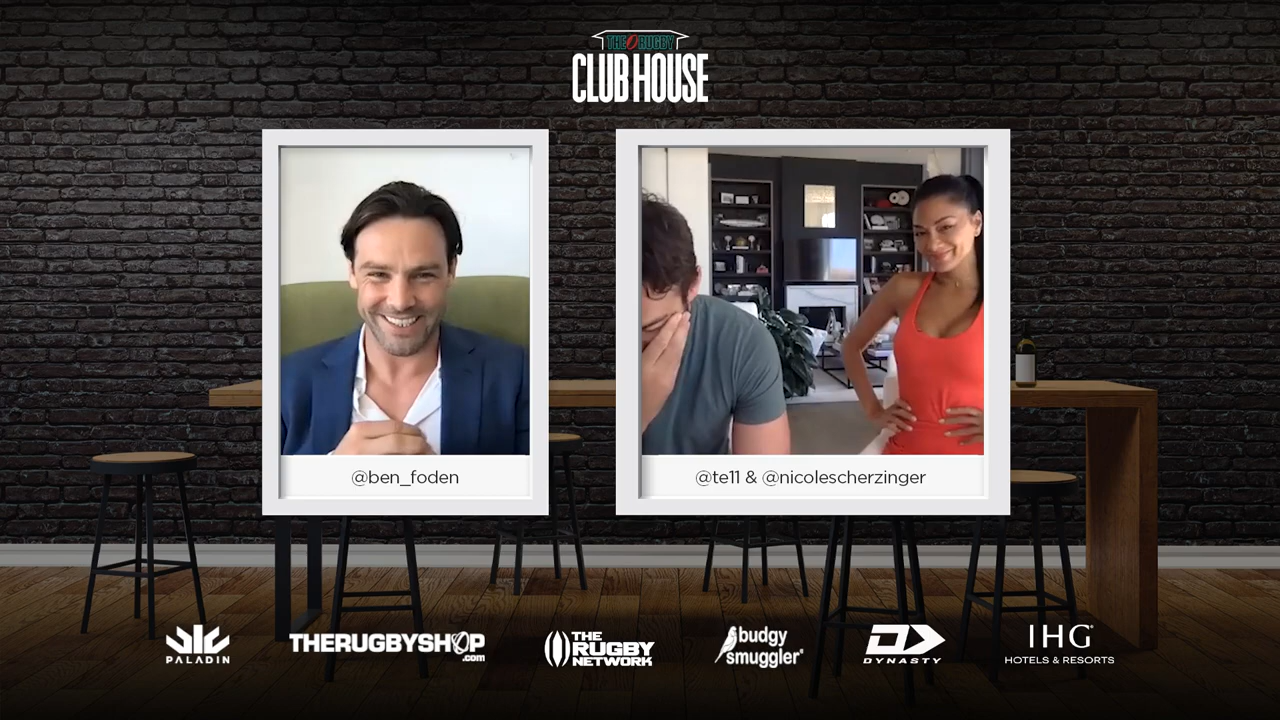 THE RUGBY
CLUB HOUSE
@ben_foden
@te11 & @nicolescherzinger
PALADIN
THERUGBYSHOP
.com
THE
RUGBY
NETWORK
budgy
smuggler®
DYNASTY
IHG®
HOTELS & RESORTS